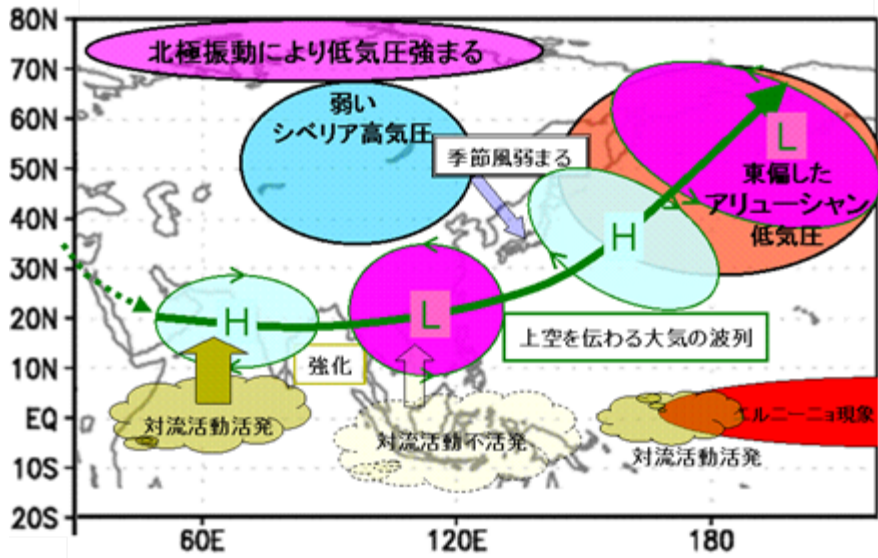 80N
70N
60N
50N
40N
30N
20N
10N
EQ
10S
20S
60E
120E
180
北極振動により低気圧強まる
弱い
シベリア高気圧
季節風弱まる
L
東偏した
アリューシャン
低気圧
H
H
L
上空を伝わる大気の波列
強化
対流活動活発
対流活動不活発
エルニーニョ現象
対流活動活発